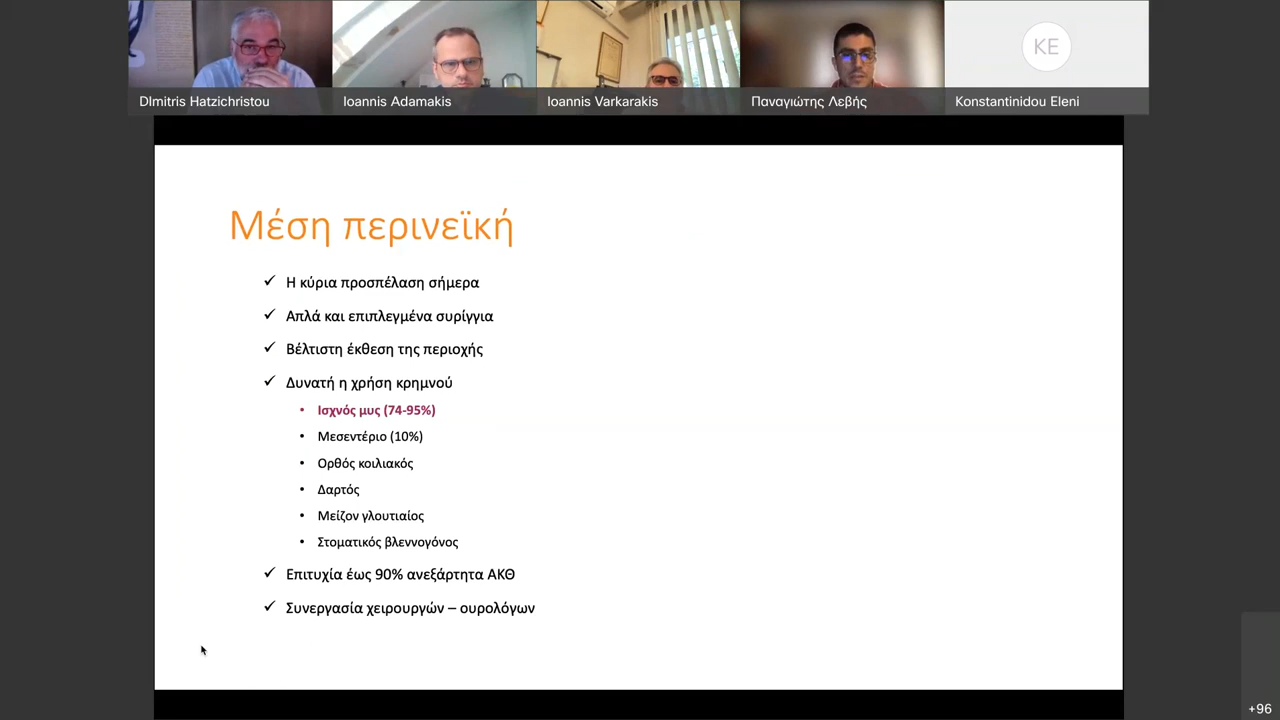 KE
DImitris Hatzichristou
Ioannis Adamakis
Ioannis Varkarakis
Παναγιώτης Λεβής
Konstantinidou Eleni
Μέση περινεϊκή
✓ Η κύρια προσπέλαση σήμερα
✓ Απλά και επιπλεγμένα συρίγγια
✓ Βέλτιστη έκθεση της περιοχής
✓ Δυνατή η χρήση κρημνού
• Ισχνός μυς (74-95%)
• Μεσεντέριο (10%)
• Ορθός κοιλιακός
• Δαρτός
• Μείζον γλουτιαίος
• Στοματικός βλεννογόνος
✓ Επιτυχία έως 90% ανεξάρτητα ΑΚΘ
✓ Συνεργασία χειρουργών – ουρολόγων
+96